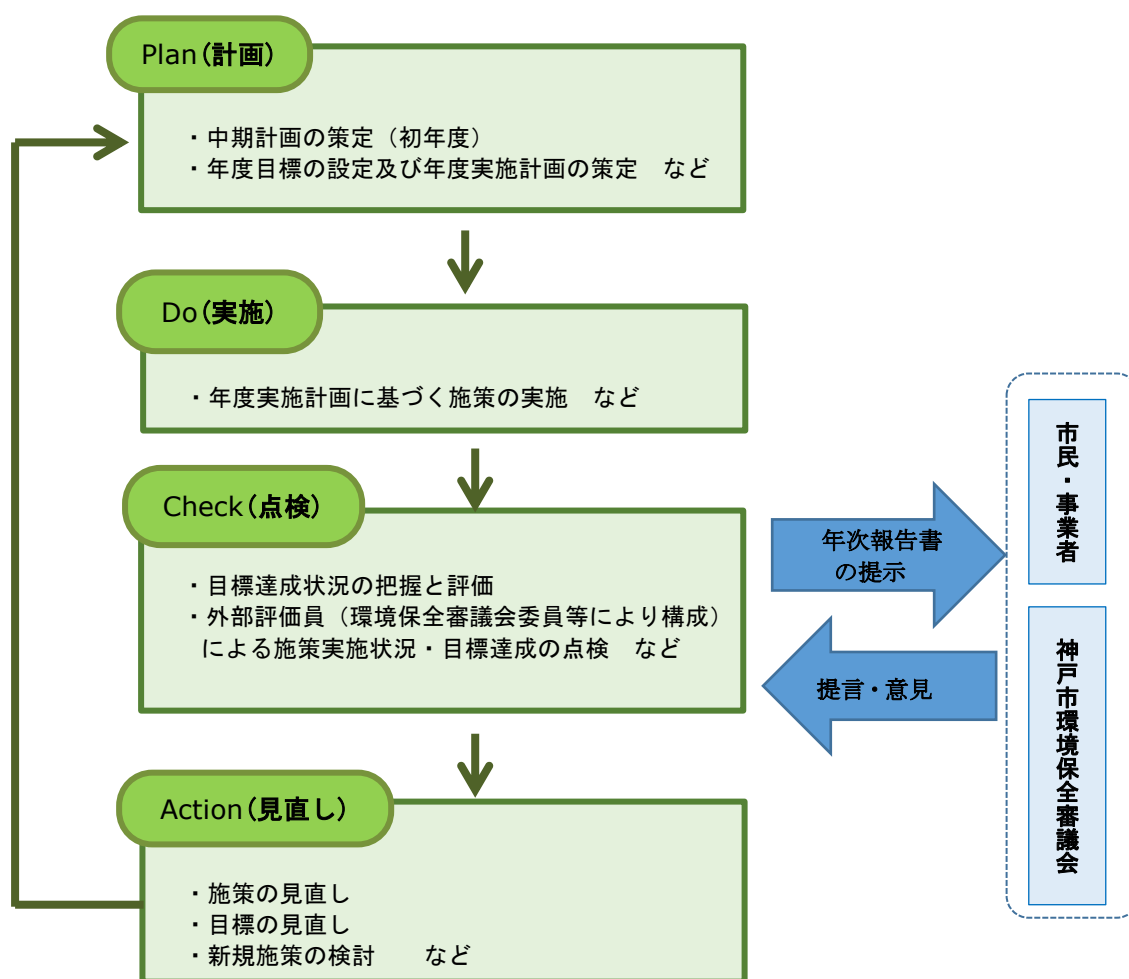 Plan(計画)
・中期計画の策定（初年度）
・年度目標の設定及び年度実施計画の策定　など
Do(実施)
・年度実施計画に基づく施策の実施　など
Check(点検)
・目標達成状況の把握と評価
・外部評価員（環境保全審議会委員等により構成）
による施策実施状況・目標達成の点検　など
Action(見直し)
・施策の見直し
・目標の見直し
・新規施策の検討　　など
年次報告書
の提示
提言・意見
市民・事業者
神戸市環境保全審議会